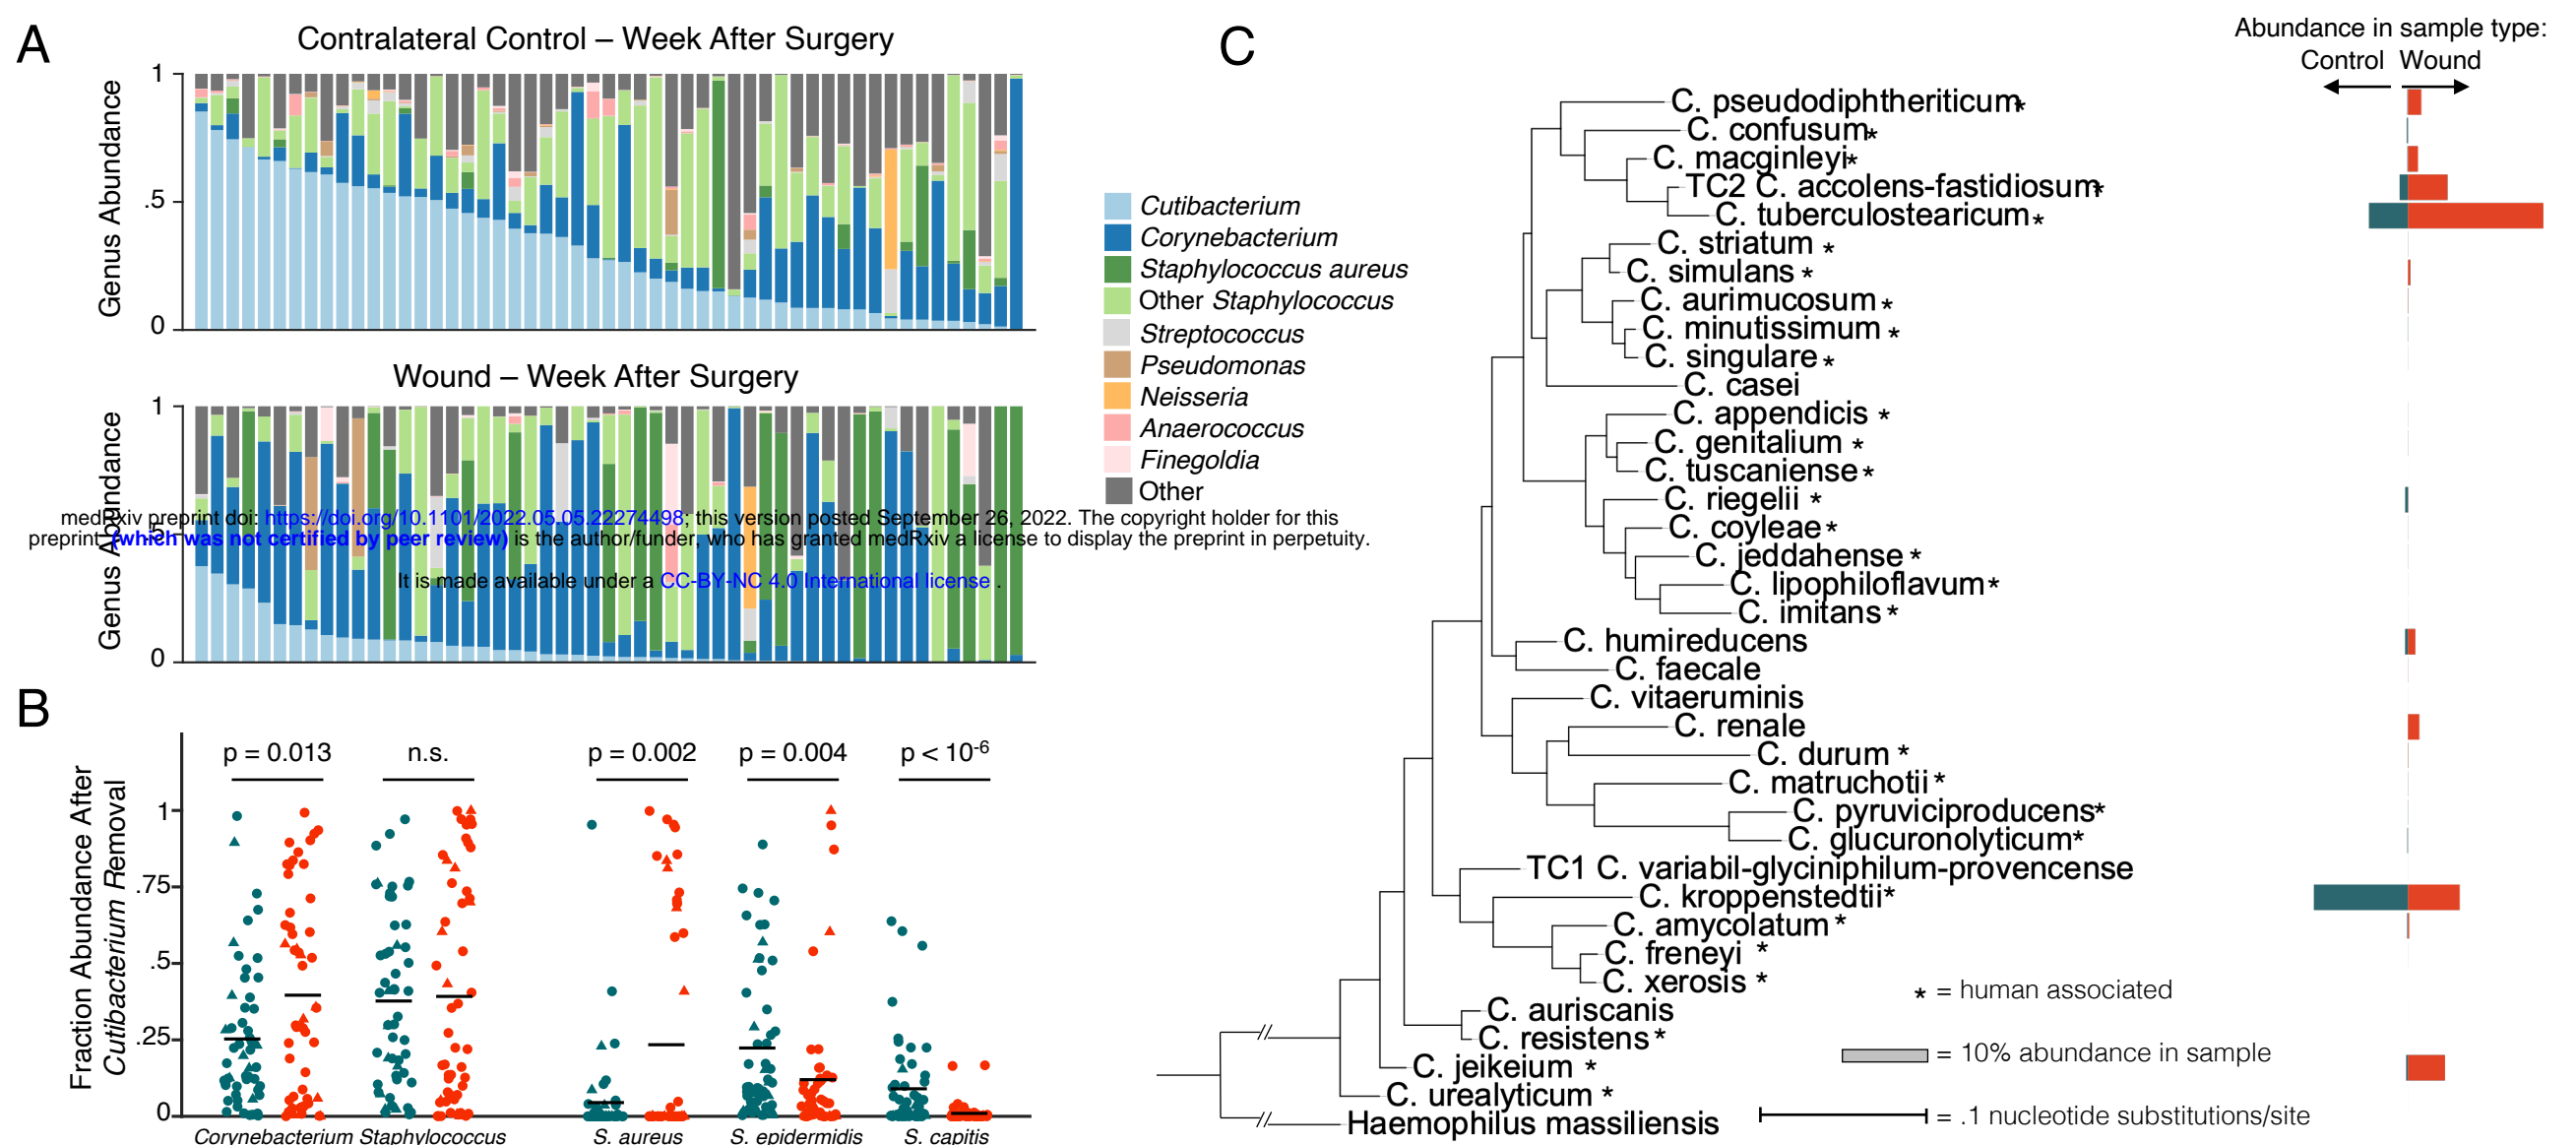 A
Contralateral Control – Week After Surgery
Genus Abundance
1
.5
0
Wound – Week After Surgery
Genus Abundance
1
.5
0
Cutibacterium
Corynebacterium
Staphylococcus aureus
Other Staphylococcus
Streptococcus
Pseudomonas
Neisseria
Anaerococcus
Finegoldia
Other
medRxiv preprint doi: https://doi.org/10.1101/2022.05.05.22274498; this version posted September 26, 2022. The copyright holder for this
preprint (which was not certified by peer review) is the author/funder, who has granted medRxiv a license to display the preprint in perpetuity.
It is made available under a CC-BY-NC 4.0 International license .
B
Fraction Abundance After
Cutibacterium Removal
p = 0.013
n.s.
p = 0.002
p = 0.004
p < 10-6
1
.75
.5
.25
0
Corynebacterium
Staphylococcus
S. aureus
S. epidermidis
S. capitis
C
Abundance in sample type:
Control Wound
C. pseudodiphtheriticum*
C. confusum*
C. macginleyi*
TC2 C. accolens-fastidiosum*
C. tuberculostearicum*
C. striatum *
C. simulans *
C. aurimucosum *
C. minutissimum *
C. singulare *
C. casei
C. appendicis *
C. genitalium *
C. tuscaniense *
C. riegelii *
C. coyleae *
C. jeddahense *
C. lipophiloflavum*
C. imitans *
C. humireducens
C. faecale
C. vitaeruminis
C. renale
C. durum *
C. matruchotii *
C. pyruviciproducens*
C. glucuronolyticum*
TC1 C. variabil-glyciniphilum-provencense
C. kroppenstedtii*
C. amycolatum *
C. freneyi *
C. xerosis *
C. auriscanis
C. resistens *
C. jeikeium *
C. urealyticum *
Haemophilus massiliensis
* = human associated
= 10% abundance in sample
= .1 nucleotide substitutions/site